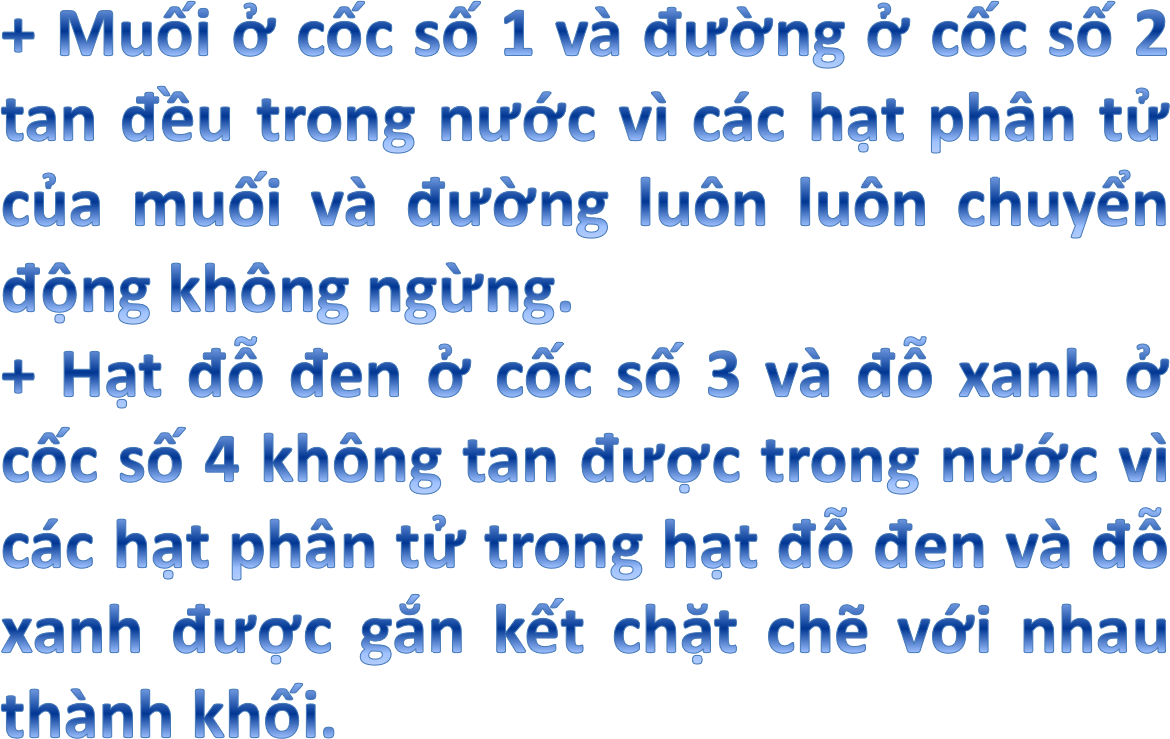 + Muối ở cốc số 1 và đường ở cốc số 2
tan đều trong nước vì các hạt phân tử
của muối và đường luôn luôn chuyển
động không ngừng.
+ Hạt đỗ đen ở cốc số 3 và đỗ xanh ở
cốc số 4 không tan được trong nước vì
các hạt phân tử trong hạt đỗ đen và đỗ
xanh được gắn kết chặt chẽ với nhau
thành khối.